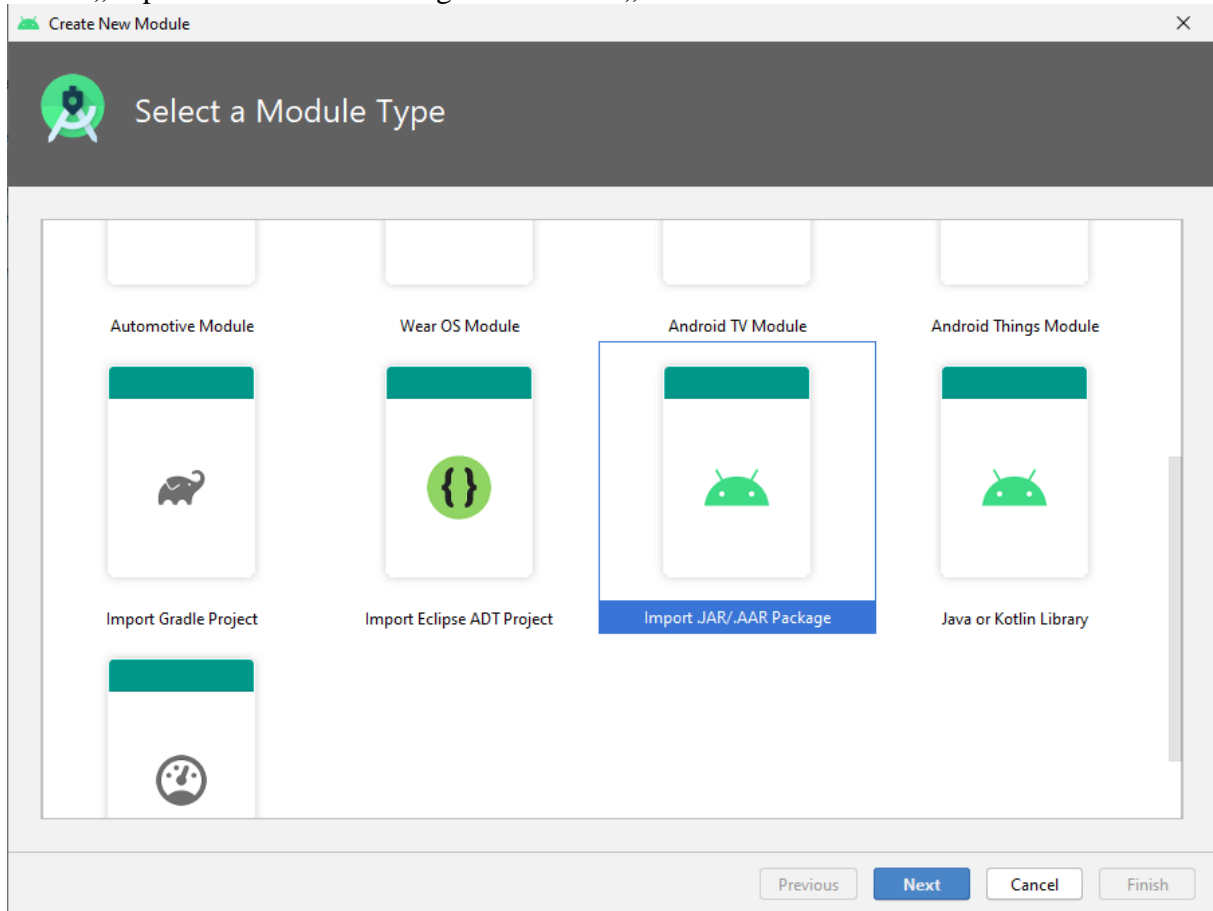 Create New Module
Select a Module Type
Automotive Module
Wear OS Module
Android TV Module
Android Things Module
Import Gradle Project
Import Eclipse ADT Project
Import .JAR/.AAR Package
Java or Kotlin Library
Previous
Next
Cancel
Finish